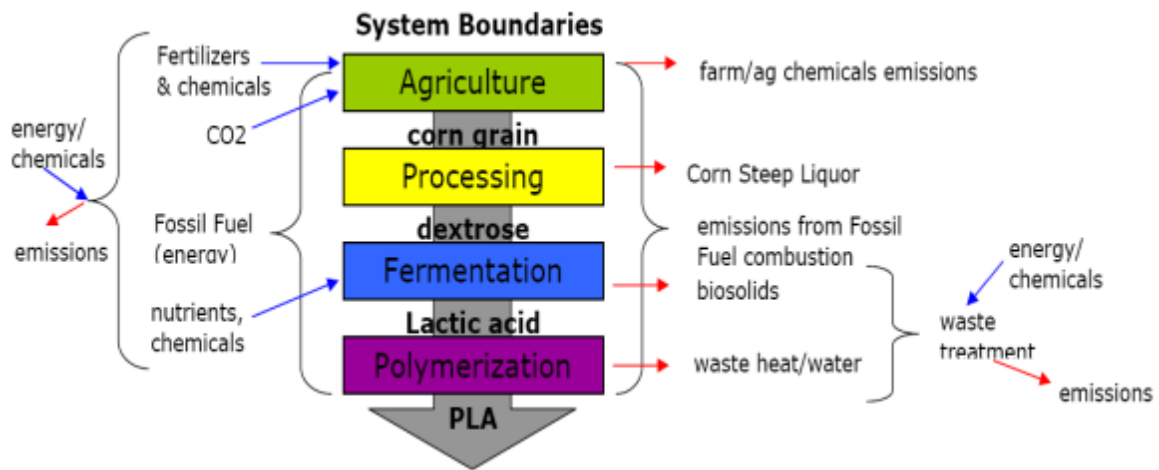 System Boundaries
Fertilizers
& chemicals
CO2
energy/
chemicals
emissions
Fossil Fuel
(energy)
nutrients,
chemicals
Agriculture
corn grain
Processing
dextrose
Fermentation
Lactic acid
Polymerization
PLA
farm/ag chemicals emissions
Corn Steep Liquor
emissions from Fossil
Fuel combustion
biosolids
waste heat/water
energy/
chemicals
waste
treatment
emissions